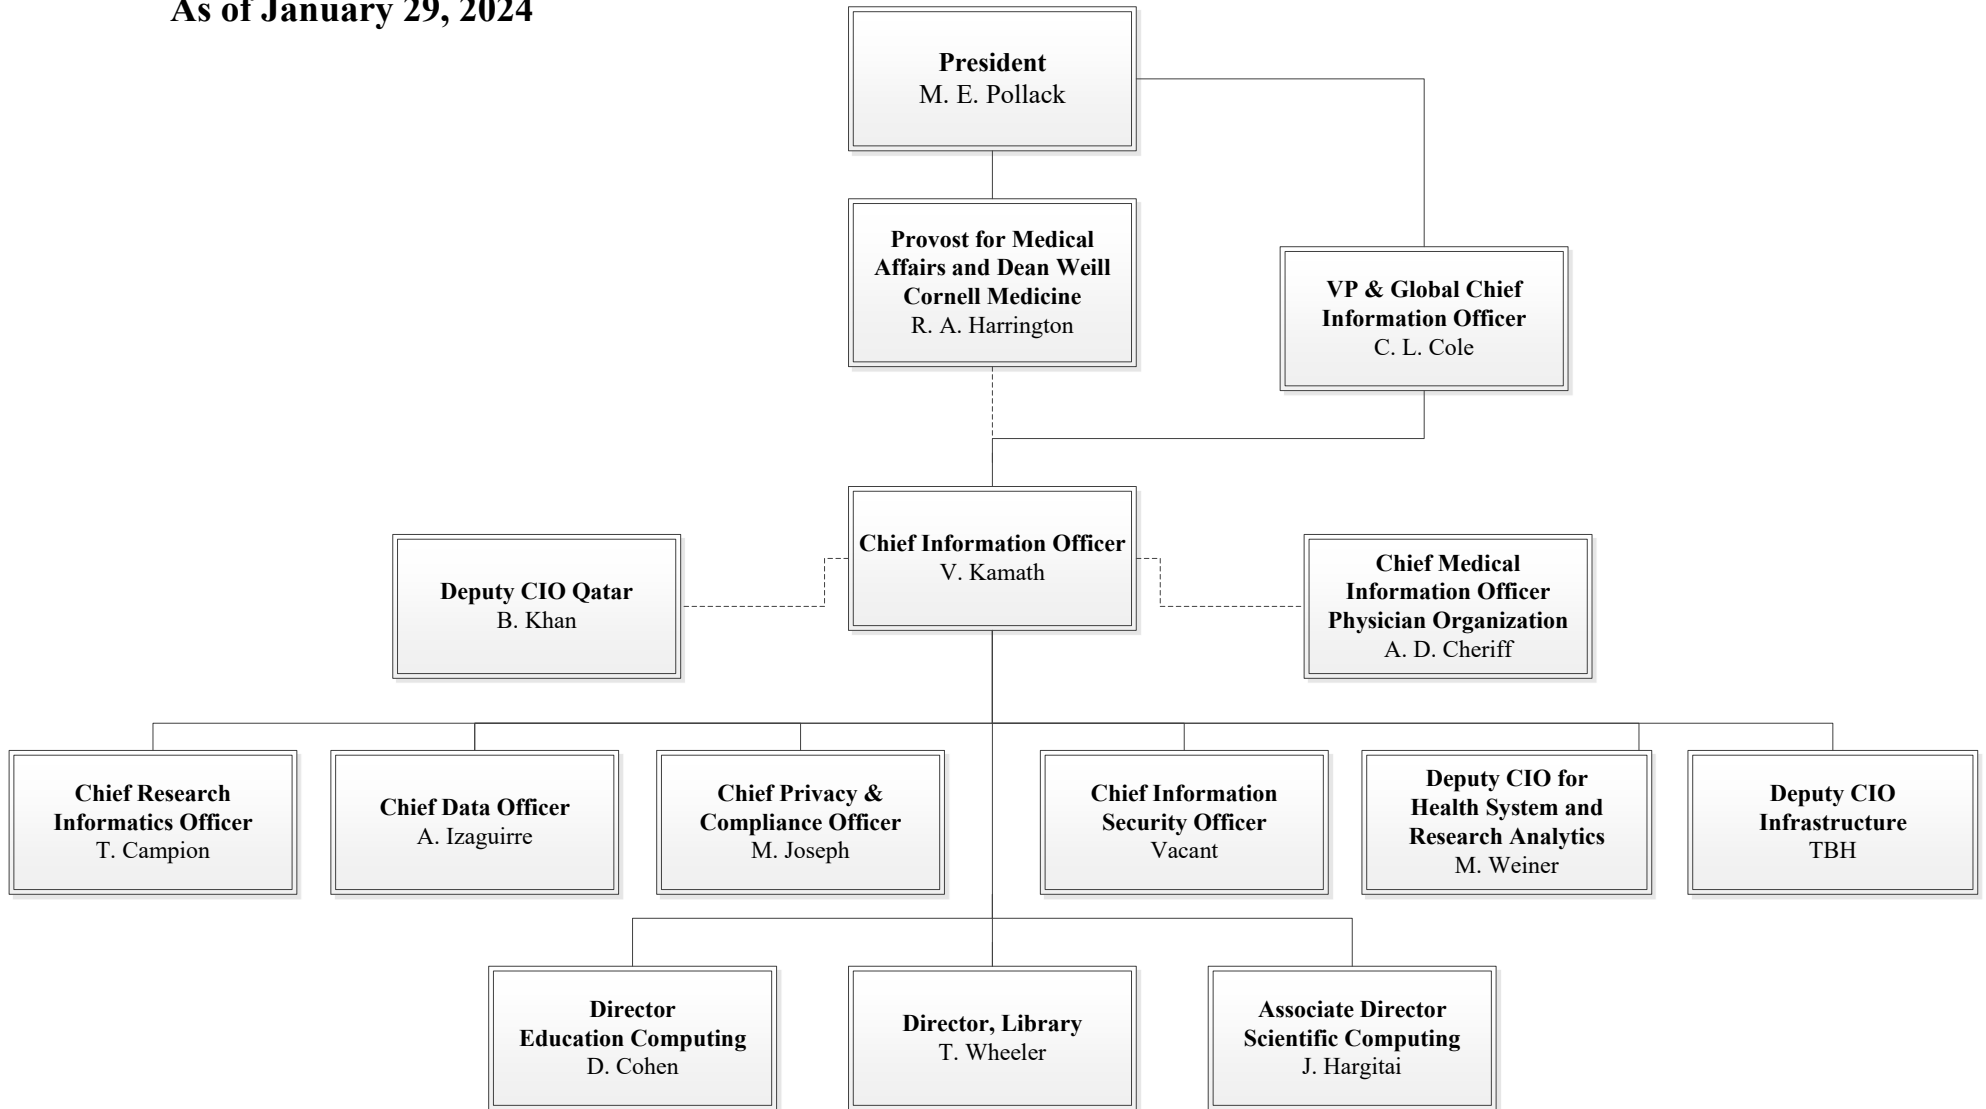 As of January 29, 2024
President
M. E. Pollack
Provost for Medical
Affairs and Dean Weill
Cornell Medicine
R. A. Harrington
VP & Global Chief
Information Officer
C. L. Cole
Chief Information Officer
V. Kamath
Deputy CIO Qatar
B. Khan
Chief Medical
Information Officer
Physician Organization
A. D. Cheriff
Chief Research
Informatics Officer
T. Campion
Chief Data Officer
A. Izaguirre
Chief Privacy &
Compliance Officer
M. Joseph
Chief Information
Security Officer
Vacant
Deputy CIO for
Health System and
Research Analytics
M. Weiner
Deputy CIO
Infrastructure
TBH
Director
Education Computing
D. Cohen
Director, Library
T. Wheeler
Associate Director
Scientific Computing
J. Hargitai